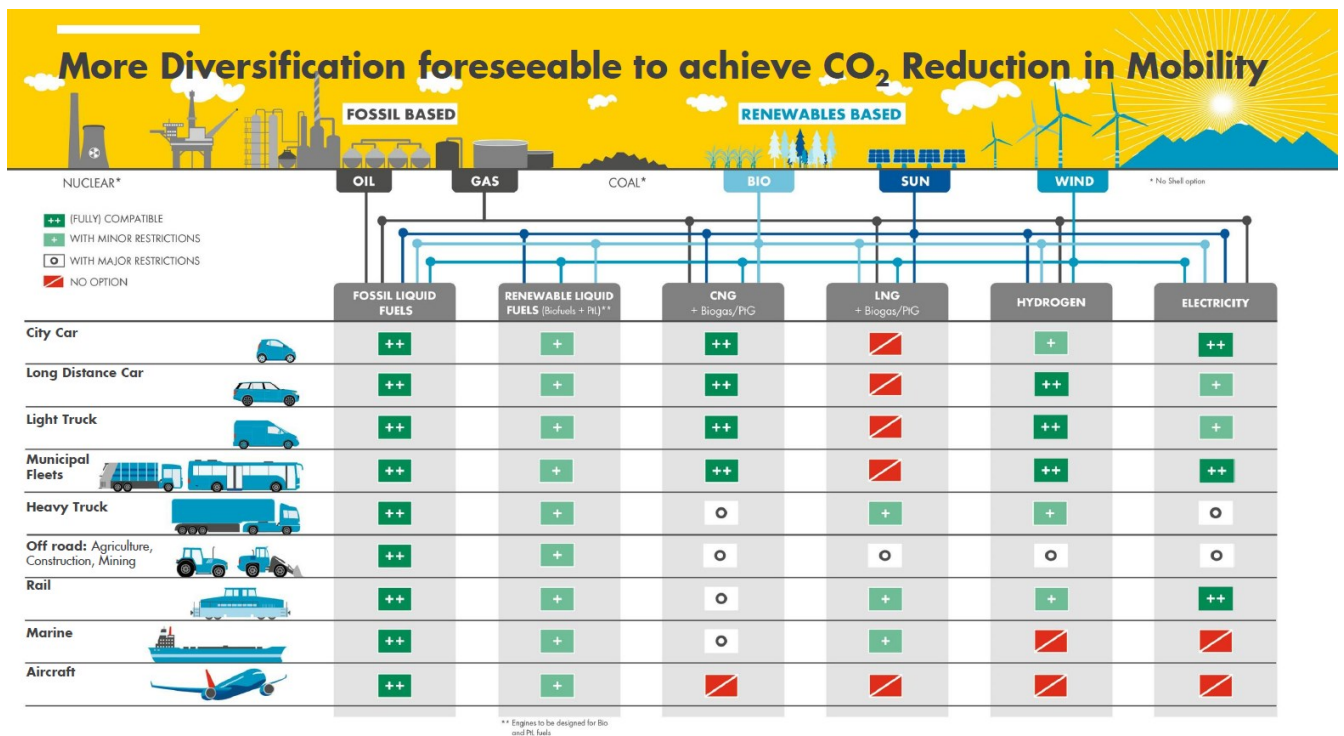 More Diversification foreseeable to achieve CO₂ Reduction in Mobility
FOSSIL BASED
RENEWABLES BASED
NUCLEAR*
OIL
GAS
COAL*
BIO
SUN
WIND
* No Shell option
++ (FULLY) COMPATIBLE
+ WITH MINOR RESTRICTIONS
o WITH MAJOR RESTRICTIONS
NO OPTION
FOSSIL LIQUID
FUELS
RENEWABLE LIQUID
FUELS (Biofuels + PtL)**
CNG
+ Biogas/PtG
LNG
+ Biogas/PtG
HYDROGEN
ELECTRICITY
City Car
++ + ++ + ++
Long Distance Car
++ + ++ ++ +
Light Truck
++ + ++ ++ +
Municipal
Fleets
++ + ++ ++ ++
Heavy Truck
++ + o + + o
Off road: Agriculture,
Construction, Mining
++ + o o o o
Rail
++ + o + + ++
Marine
++ + o +
Aircraft
++ +
** Engines to be designed for Bio
and PtL fuels